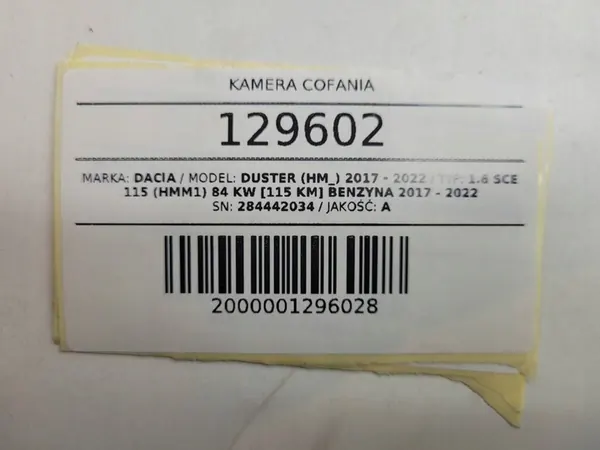 KAMERA COFANIA
129602
MARKA: DACIA / MODEL: DUSTER (HM_) 2017 - 2022 / TYP: 1.6 SCE
115 (HMM1) 84 KW [115 KM] BENZYNA 2017 - 2022
SN: 284442034 / JAKOŚĆ: A
2000001296028